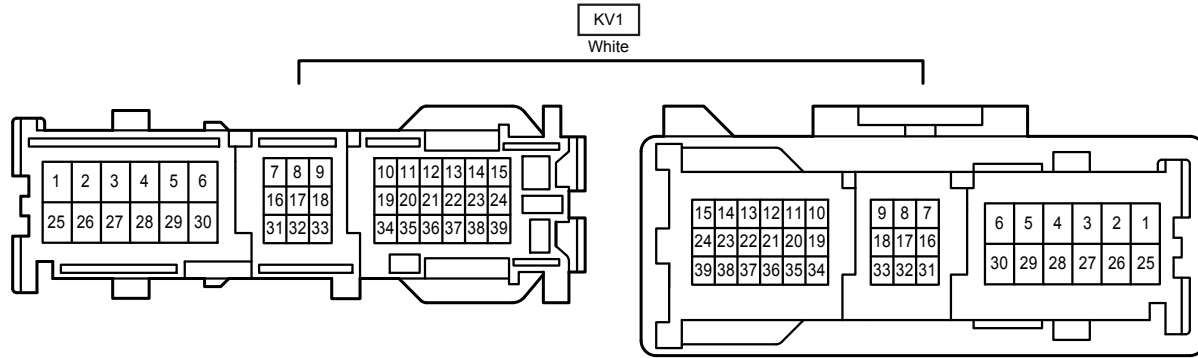 KV1
White
1 2 3 4 5 6
25 26 27 28 29 30
7 8 9
16 17 18
31 32 33
10 11 12 13 14 15
19 20 21 22 23 24
34 35 36 37 38 39
15 14 13 12 11 10
24 23 22 21 20 19
39 38 37 36 35 34
9 8 7
18 17 16
33 32 31
6 5 4 3 2 1
30 29 28 27 26 25